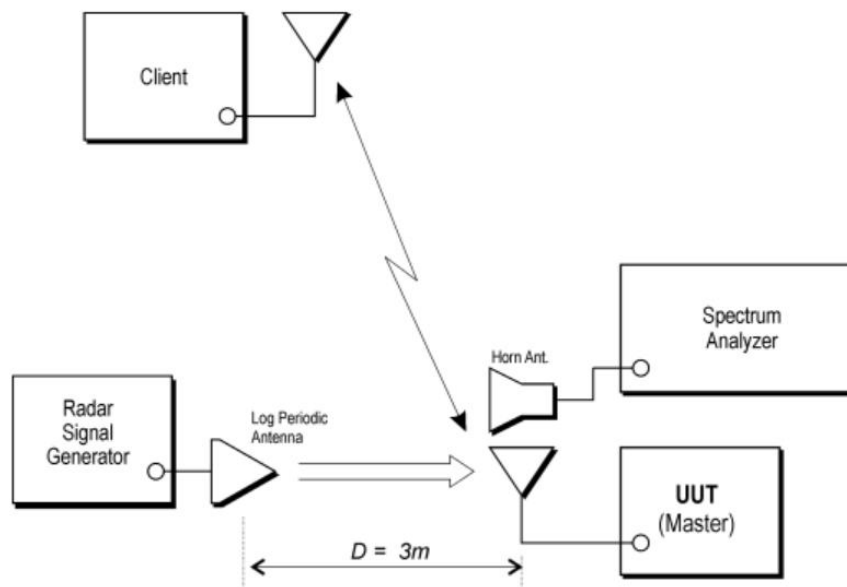 Client
Spectrum
Analyzer
Horn Ant.
Radar
Signal
Generator
Log Periodic
Antenna
UUT
(Master)
D = 3m